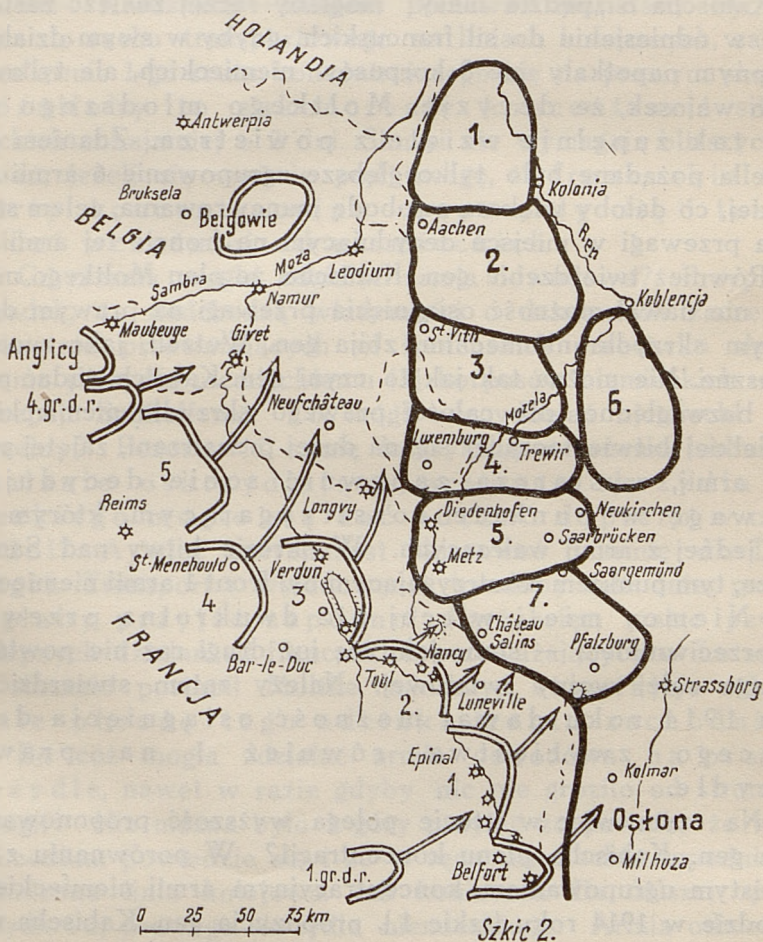 HOLANDIA
Antwerpia
1.
Kolonja
Bruksela
Belgowie
BELGIA
Aachen
Ren
2.
Leodium
Moza
Sambra
Namur
Koblencja
Maubeuge
Givet
St-Vith
Anglicy
3.
6.
4.gr.d.r.
Neufchâteau
Mozela
Luxemburg
Trewir
4.
5
Reims
Longvy
Diedenhofen
Neukirchen
5.
Saarbrücken
St-Menehould
Verdun
Metz
Saargemünd
4
3
7.
Château
Salins
FRANCJA
Bar-le-Duc
Nancy
Pfalzburg
Toul
Strassburg
2.
Luneville
Epinal
1
Kolmar
Osłona
1.gr.d.r.
Belfort
Milhuza
0 25 50 75 km
Szkic 2.